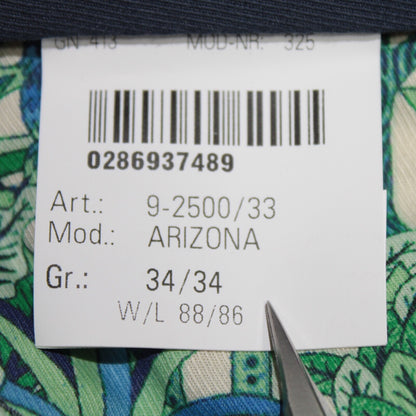 GN 413 MOD-NR: 325
0286937489
Art.: 9-2500/33
Mod.: ARIZONA
Gr.: 34/34
W/L 88/86